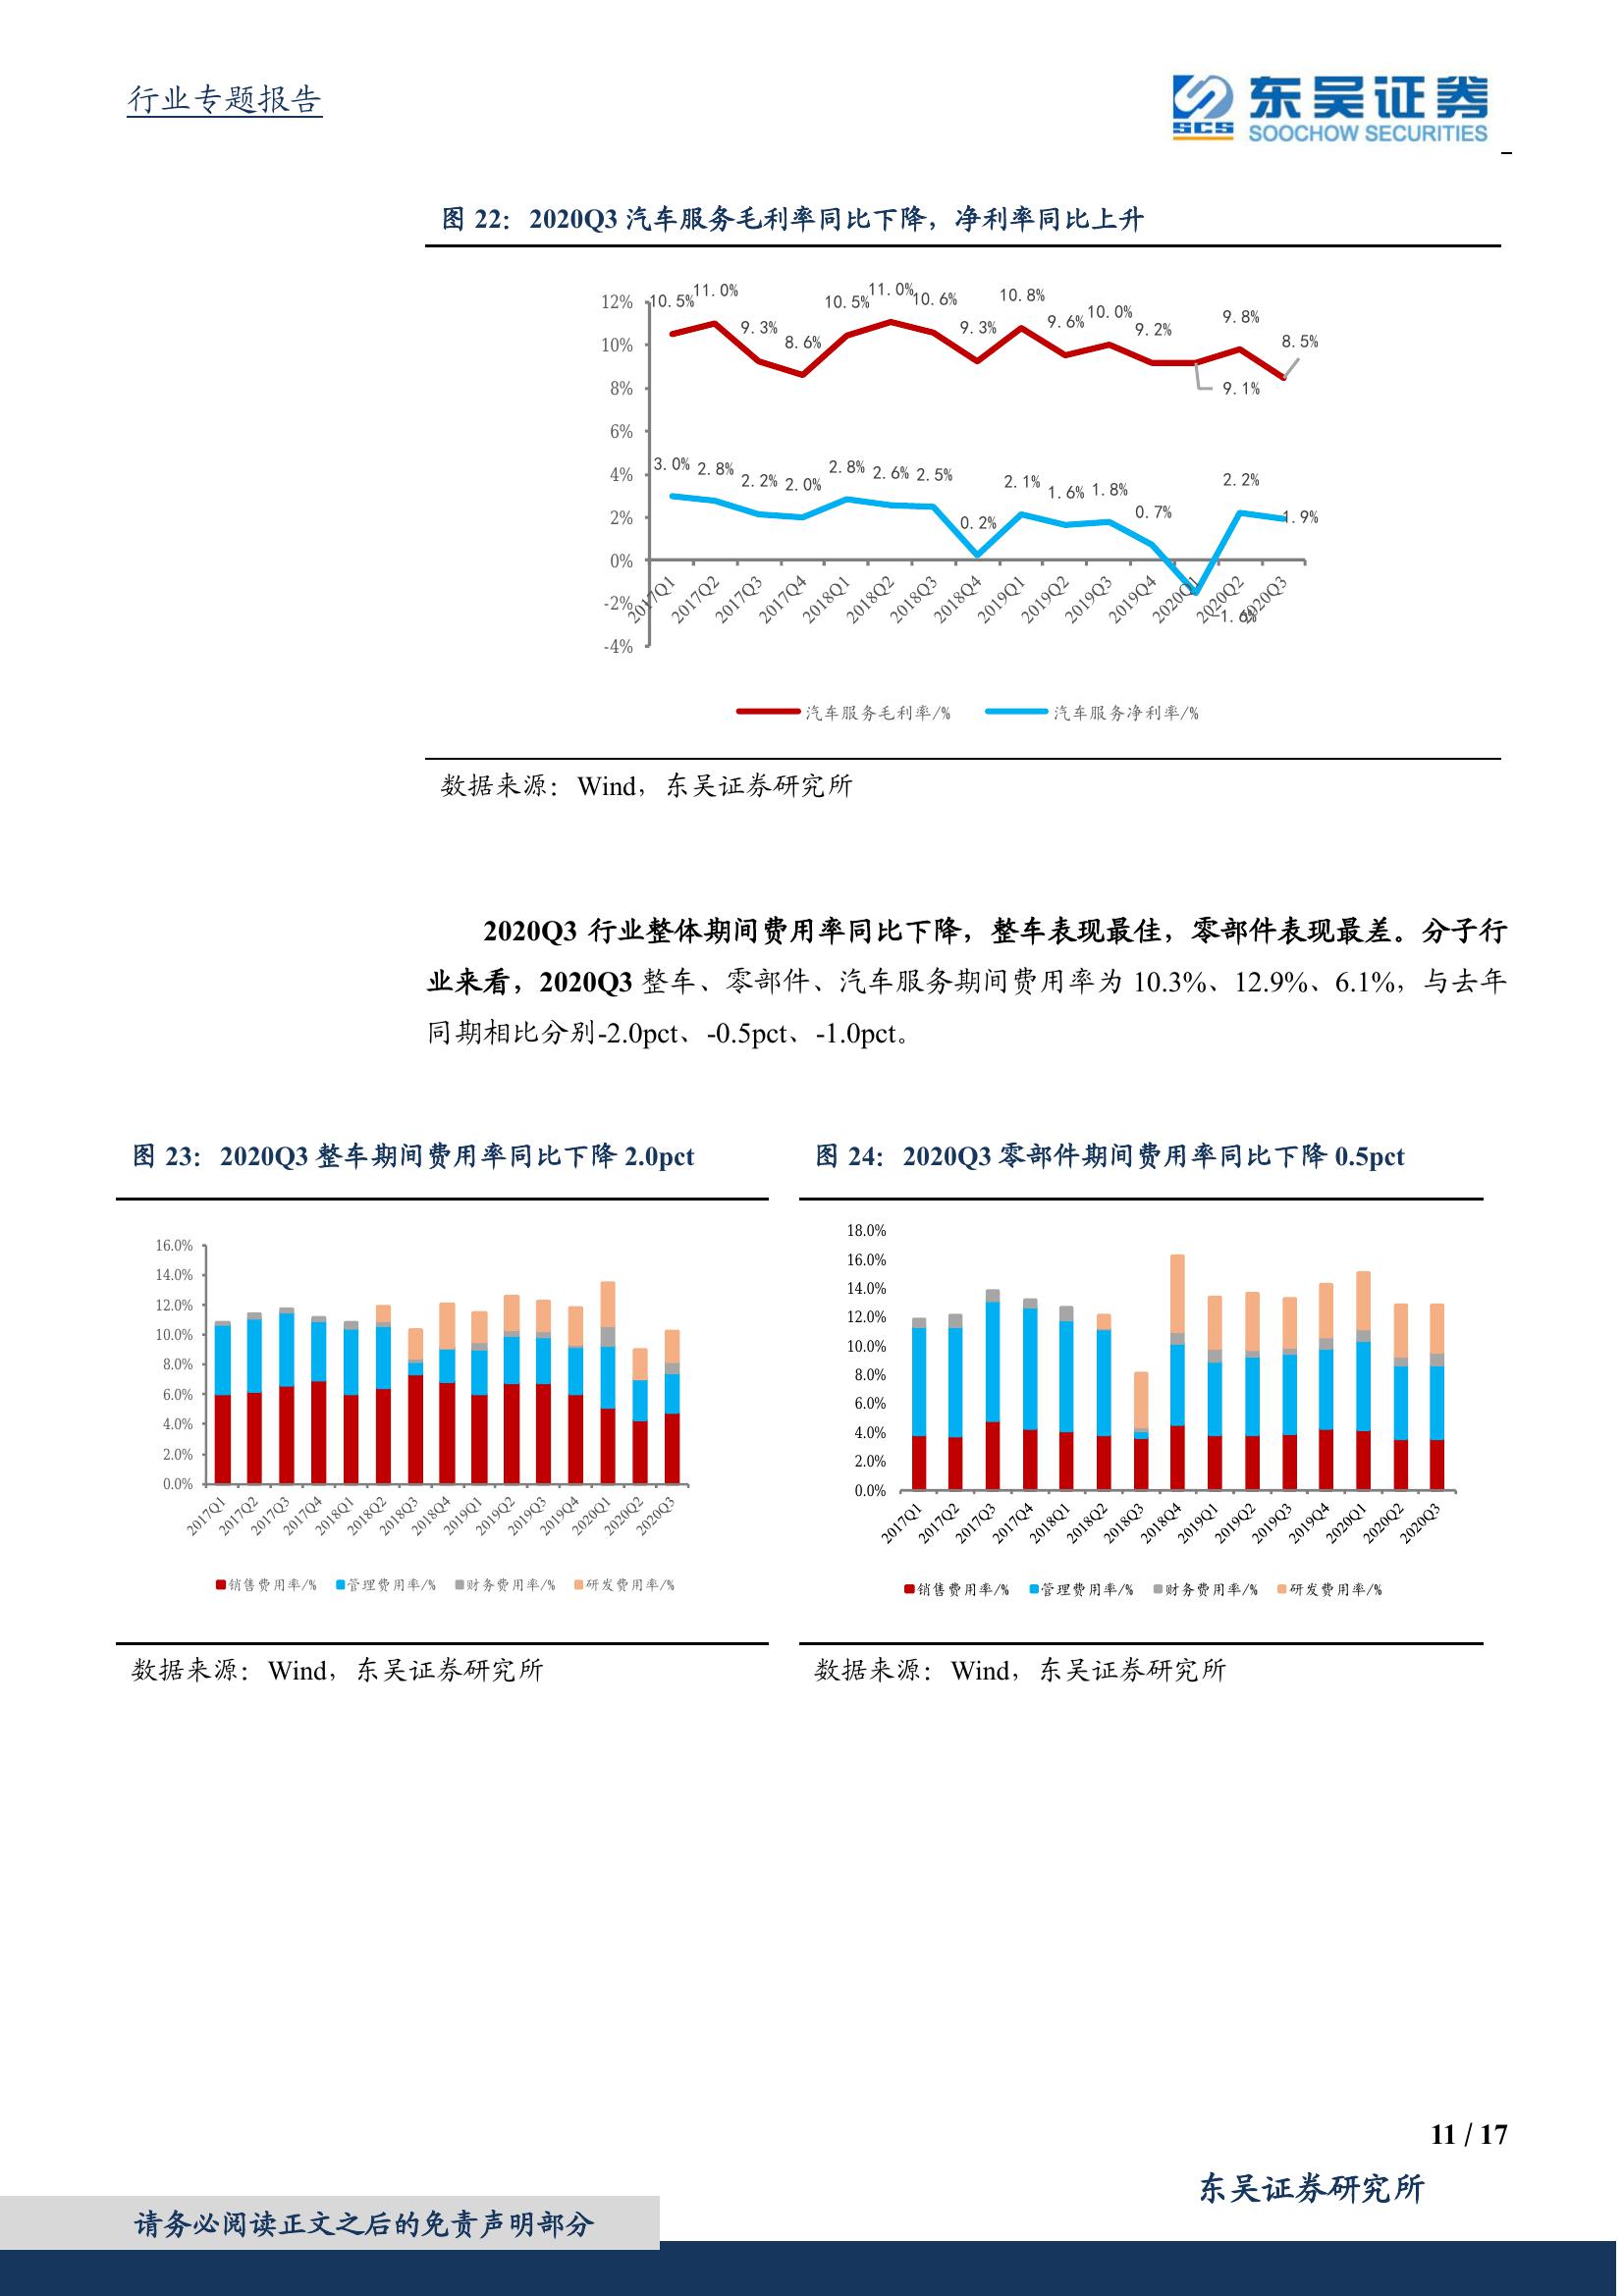 行业专题报告
东吴证券
SCS SOOCHOW SECURITIES
图 22：2020Q3 汽车服务毛利率同比下降，净利率同比上升
12%
10%
8%
6%
4%
2%
0%
-2%
-4%
10.5% 11.0% 9.3% 8.6% 10.5% 11.0% 10.6% 9.3% 10.8% 9.6% 10.0% 9.2% 9.1% 9.8% 8.5%
3.0% 2.8% 2.2% 2.0% 2.8% 2.6% 2.5% 0.2% 2.1% 1.6% 1.8% 0.7% -1.6% 2.2% 1.9%
2017Q1 2017Q2 2017Q3 2017Q4 2018Q1 2018Q2 2018Q3 2018Q4 2019Q1 2019Q2 2019Q3 2019Q4 2020Q1 2020Q2 2020Q3
汽车服务毛利率/% 汽车服务净利率/%
数据来源：Wind，东吴证券研究所
2020Q3 行业整体期间费用率同比下降，整车表现最佳，零部件表现最差。分子行
业来看，2020Q3 整车、零部件、汽车服务期间费用率为 10.3%、12.9%、6.1%，与去年
同期相比分别-2.0pct、-0.5pct、-1.0pct。
图 23：2020Q3 整车期间费用率同比下降 2.0pct
16.0%
14.0%
12.0%
10.0%
8.0%
6.0%
4.0%
2.0%
0.0%
2017Q1 2017Q2 2017Q3 2017Q4 2018Q1 2018Q2 2018Q3 2018Q4 2019Q1 2019Q2 2019Q3 2019Q4 2020Q1 2020Q2 2020Q3
销售费用率/% 管理费用率/% 财务费用率/% 研发费用率/%
数据来源：Wind，东吴证券研究所
图 24：2020Q3 零部件期间费用率同比下降 0.5pct
18.0%
16.0%
14.0%
12.0%
10.0%
8.0%
6.0%
4.0%
2.0%
0.0%
2017Q1 2017Q2 2017Q3 2017Q4 2018Q1 2018Q2 2018Q3 2018Q4 2019Q1 2019Q2 2019Q3 2019Q4 2020Q1 2020Q2 2020Q3
销售费用率/% 管理费用率/% 财务费用率/% 研发费用率/%
数据来源：Wind，东吴证券研究所
11 / 17
东吴证券研究所
请务必阅读正文之后的免责声明部分